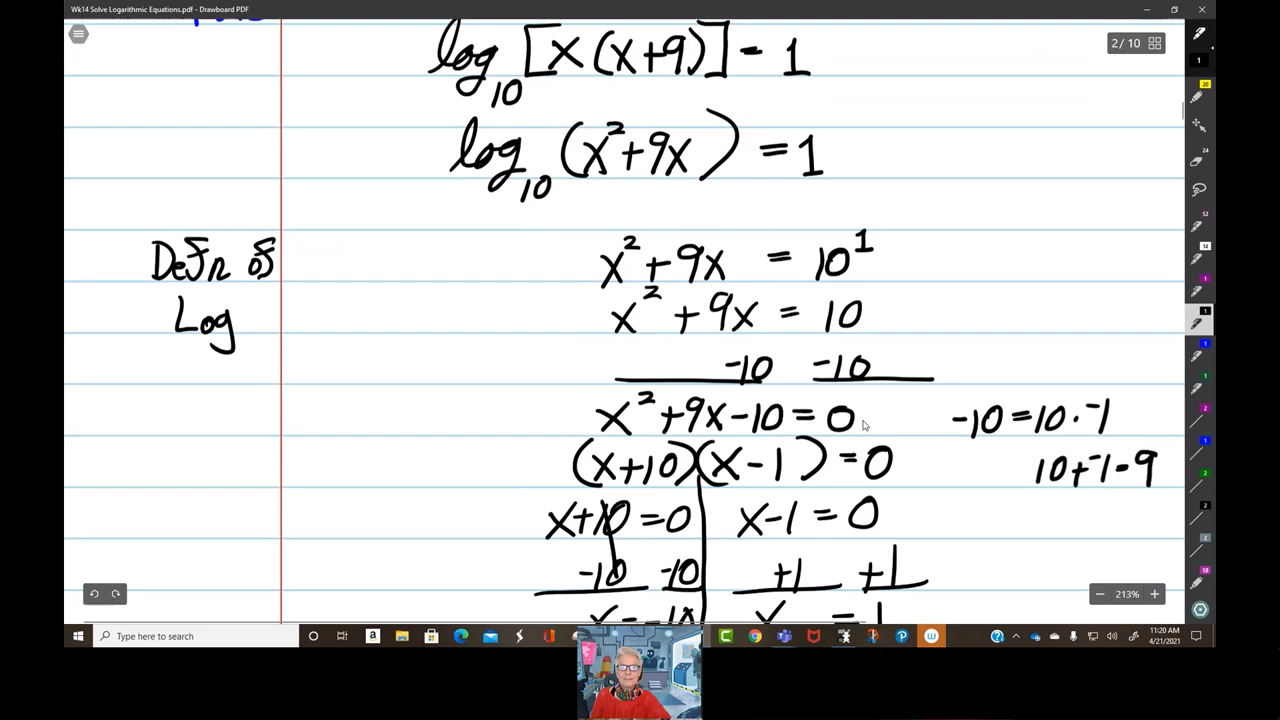 Wk14 Solve Logarithmic Equations.pdf - Drawboard PDF
2/10
log₁₀ [x(x+9)] = 1
log₁₀ (x²+9x) = 1
Defn of
Log
x² + 9x = 10¹
x² + 9x = 10
-10 -10
x² + 9x - 10 = 0
-10 = 10 · -1
(x+10)(x-1) = 0
10 + -1 = 9
x+10 = 0
x-1 = 0
-10 -10
+1 +1
x = -10
x = 1
213%
Type here to search
11:20 AM
4/21/2021